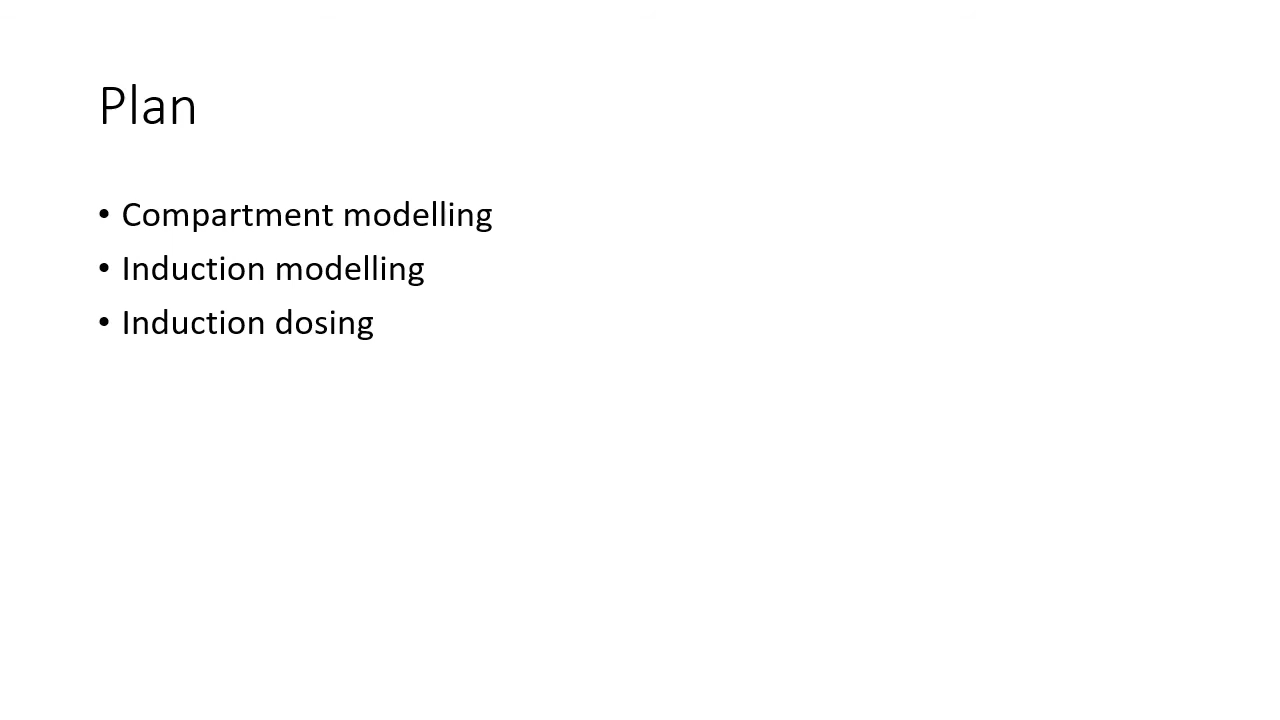 Plan
• Compartment modelling
• Induction modelling
• Induction dosing